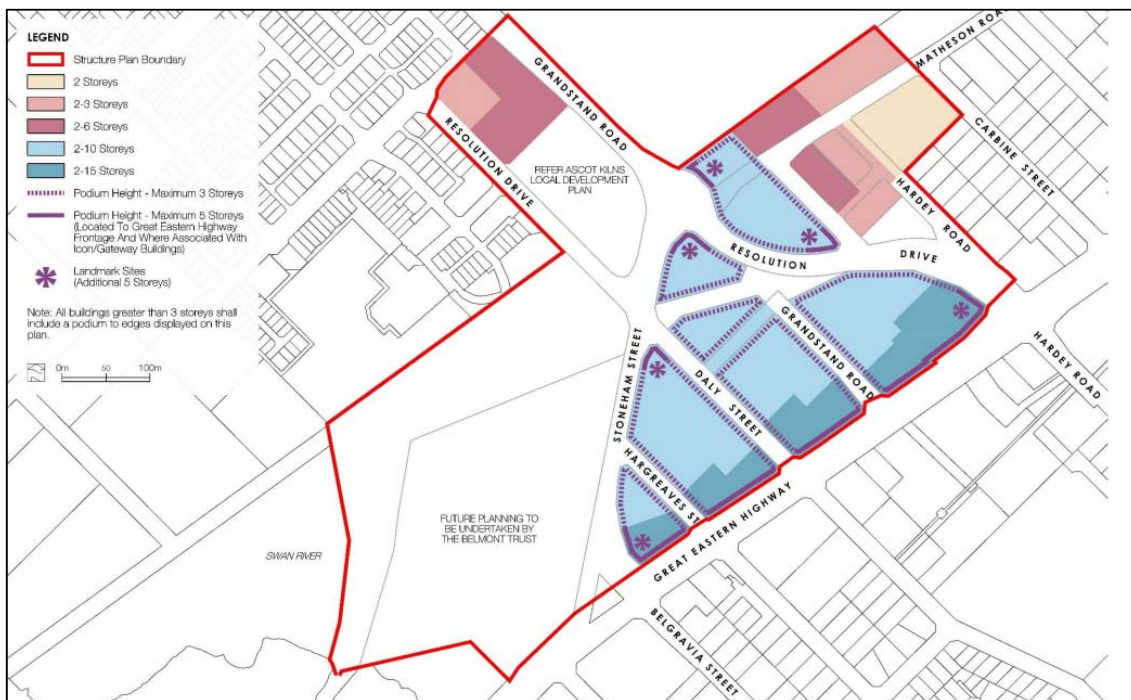 LEGEND
Structure Plan Boundary
2 Storeys
2-3 Storeys
2-6 Storeys
2-10 Storeys
2-15 Storeys
Podium Height - Maximum 3 Storeys
Podium Height - Maximum 5 Storeys
(Located To Great Eastern Highway
Frontage And Where Associated With
Icon/Gateway Buildings)
Landmark Sites
(Additional 5 Storeys)
Note: All buildings greater than 3 storeys shall
include a podium to edges displayed on this
plan.
0m 50 100m
GRANDSTAND ROAD
RESOLUTION DRIVE
REFER ASCOT KILNS
LOCAL DEVELOPMENT
PLAN
MATHESON ROAD
CARBINE STREET
HARDEY ROAD
RESOLUTION DRIVE
GRANDSTAND ROAD
HARDEY ROAD
STONEHAM STREET
DALY STREET
HARGREAVES ST
GREAT EASTERN HIGHWAY
FUTURE PLANNING TO
BE UNDERTAKEN BY
THE BELMONT TRUST
SWAN RIVER
BELGRAVIA STREET